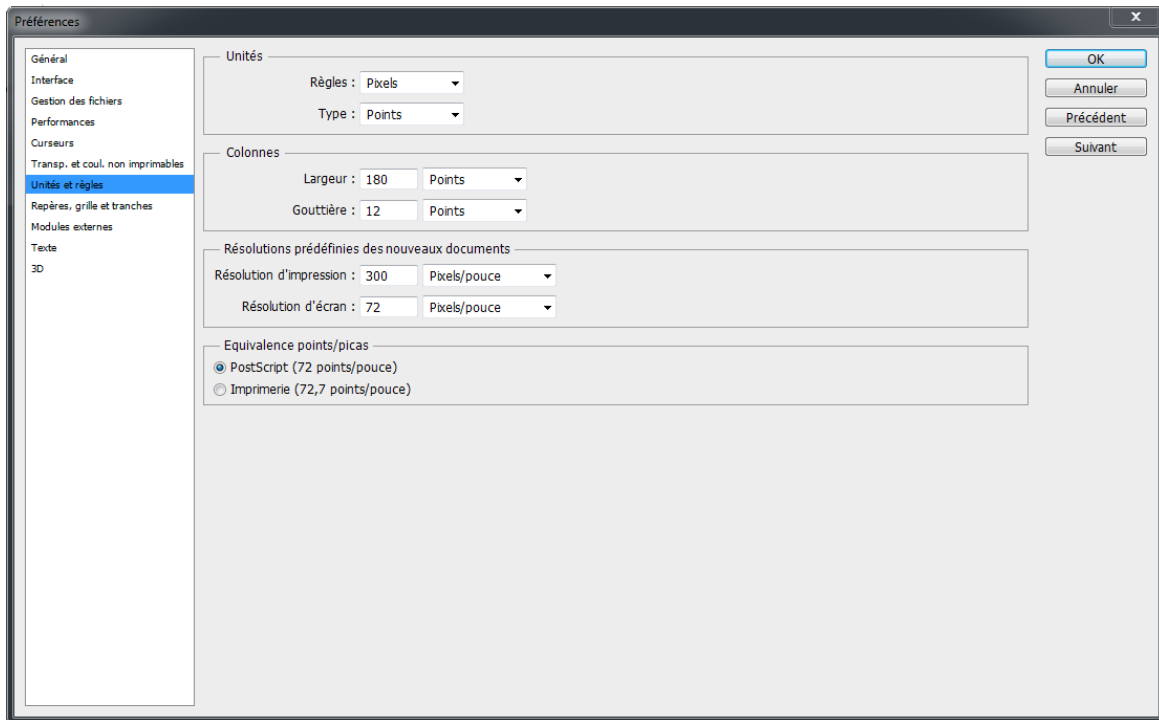 Préférences
x
Général
Interface
Gestion des fichiers
Performances
Curseurs
Transp. et coul. non imprimables
Unités et règles
Repères, grille et tranches
Modules externes
Texte
3D
Unités
Règles : Pixels
Type : Points
Colonnes
Largeur : 180 Points
Gouttière : 12 Points
Résolutions prédéfinies des nouveaux documents
Résolution d'impression : 300 Pixels/pouce
Résolution d'écran : 72 Pixels/pouce
Equivalence points/picas
PostScript (72 points/pouce)
Imprimerie (72,7 points/pouce)
OK
Annuler
Précédent
Suivant